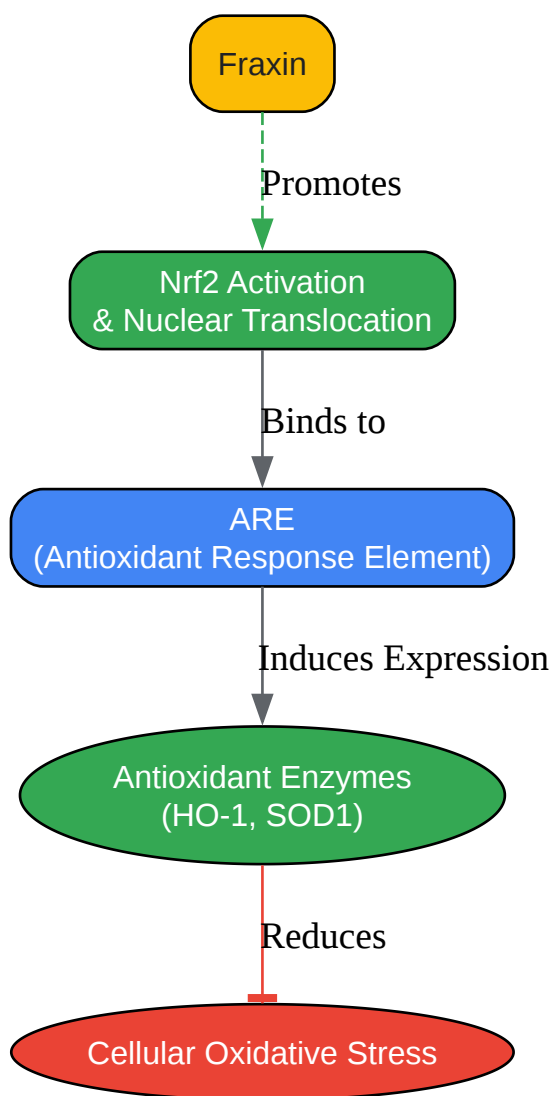 Fraxin
Promotes
Nrf2 Activation
& Nuclear Translocation
Binds to
ARE
(Antioxidant Response Element)
Induces Expression
Antioxidant Enzymes
(HO-1, SOD1)
Reduces
Cellular Oxidative Stress